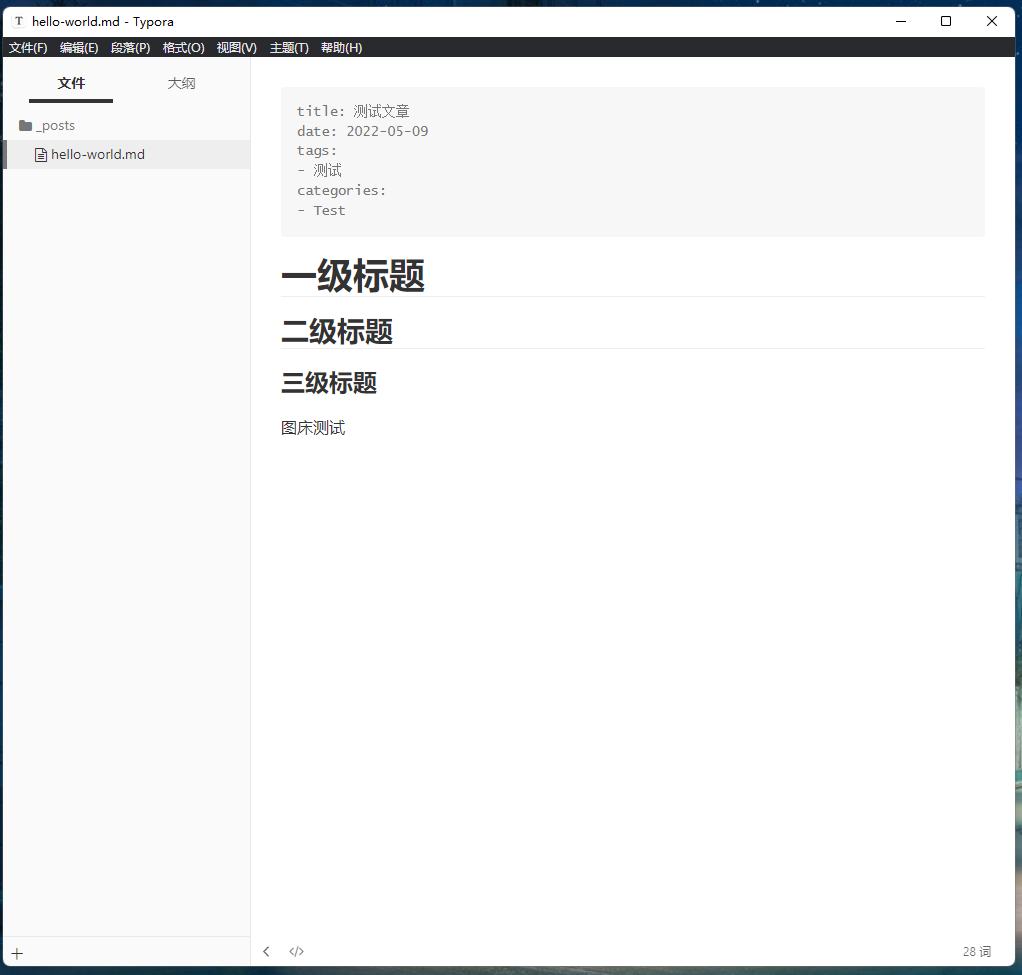 T hello-world.md - Typora
文件(F) 编辑(E) 段落(P) 格式(O) 视图(V) 主题(T) 帮助(H)
文件 大纲
_posts
hello-world.md
title: 测试文章
date: 2022-05-09
tags:
- 测试
categories:
- Test
一级标题
二级标题
三级标题
图床测试
+ < </> 28 词